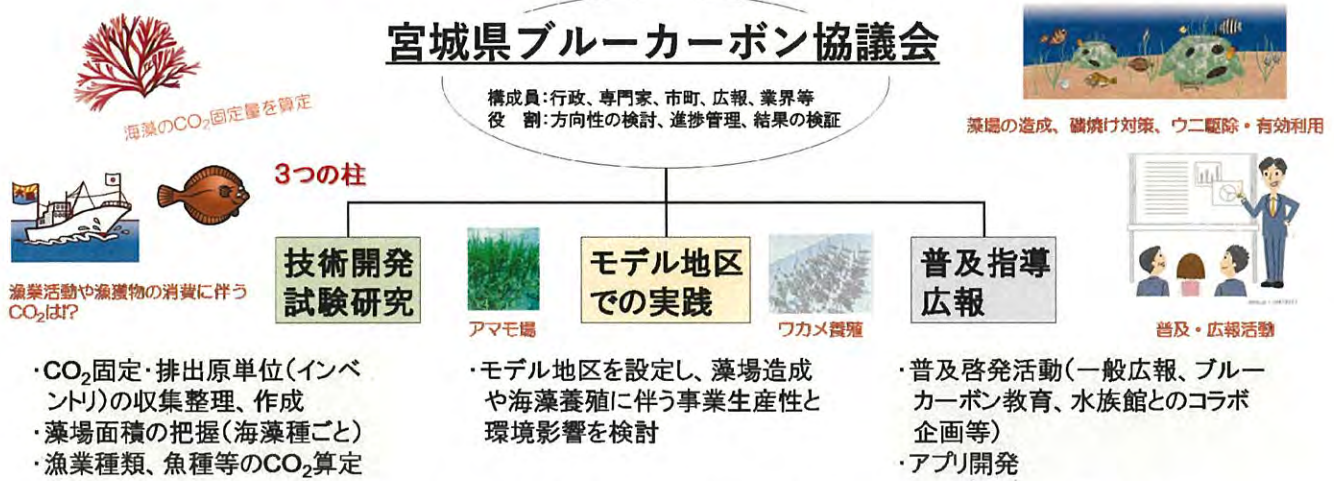 宮城県ブルーカーボン協議会
構成員:行政、専門家、市町、広報、業界等
役　割:方向性の検討、進捗管理、結果の検証
海藻のCO₂固定量を算定
藻場の造成、磯焼け対策、ウニ駆除・有効利用
3つの柱
漁業活動や漁獲物の消費に伴う
CO₂は!?
技術開発
試験研究
アマモ場
モデル地区
での実践
ワカメ養殖
普及指導
広報
普及・広報活動
・CO₂固定・排出原単位(インベ
ントリ)の収集整理、作成
・藻場面積の把握(海藻種ごと)
・漁業種類、魚種等のCO₂算定
・モデル地区を設定し、藻場造成
や海藻養殖に伴う事業生産性と
環境影響を検討
・普及啓発活動(一般広報、ブルー
カーボン教育、水族館とのコラボ
企画等)
・アプリ開発